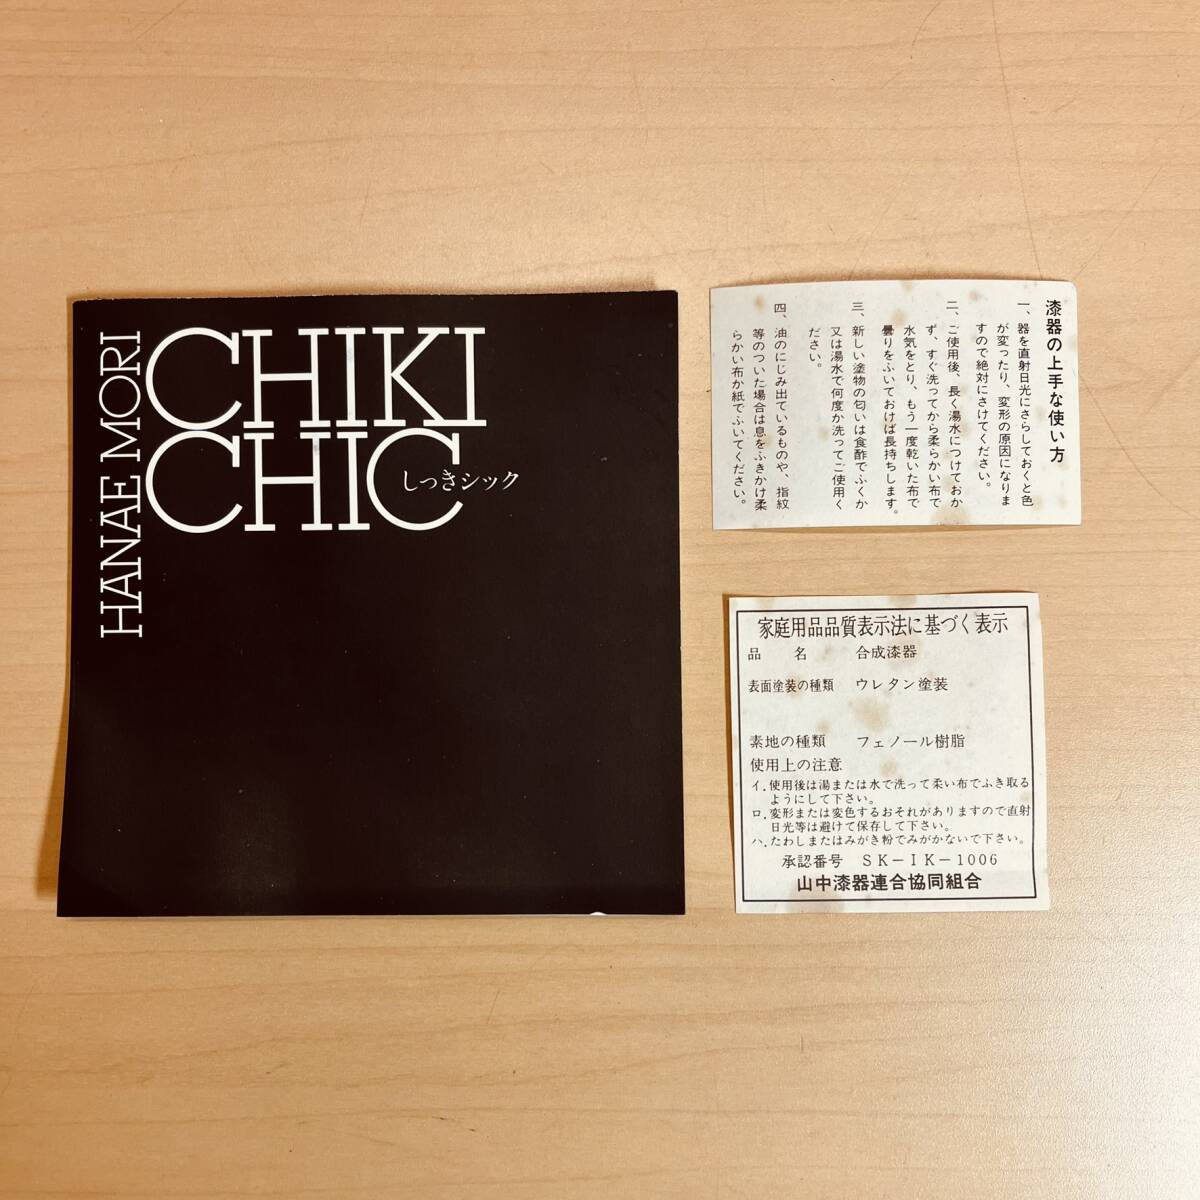 HANAE MORI
CHIKI
CHIC
しっきシック
漆器の上手な使い方
一、器を直射日光にさらしておくと色
が変ったり、変形の原因になりま
すので絶対にさけてください。
二、ご使用後、長く湯水につけておか
ず、すぐ洗ってから柔らかい布で
水気をとり、もう一度乾いた布で
曇りをふいておけば長持ちします。
三、新しい塗物の匂いは食酢でふくか
又は湯水で何度か洗ってご使用く
ださい。
四、油のにじみ出ているものや、指紋
等のついた場合は息をふきかけ柔
らかい布か紙でふいてください。
家庭用品品質表示法に基づく表示
品　名　合成漆器
表面塗装の種類　ウレタン塗装
素地の種類　フェノール樹脂
使用上の注意
イ.使用後は湯または水で洗って柔い布でふき取る
ようにして下さい。
ロ.変形または変色するおそれがありますので直射
日光等は避けて保存して下さい。
ハ.たわしまたはみがき粉でみがかないで下さい。
承認番号　SK－IK－1006
山中漆器連合協同組合